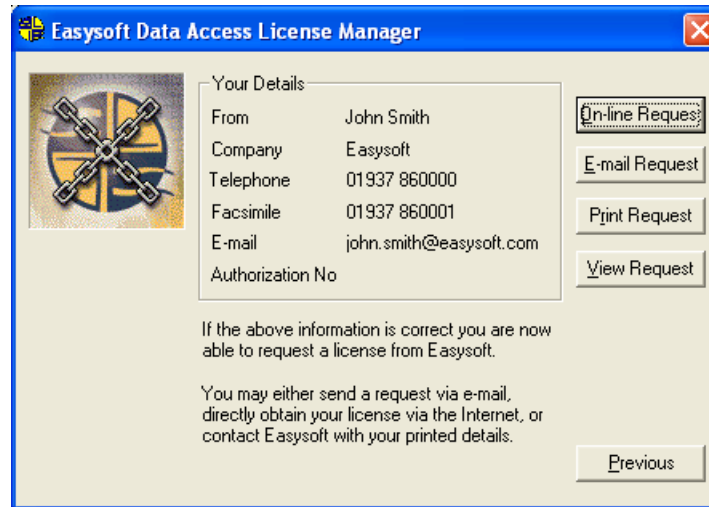 Easysoft Data Access License Manager
Your Details
From John Smith
Company Easysoft
Telephone 01937 860000
Facsimile 01937 860001
E-mail john.smith@easysoft.com
Authorization No
On-line Request
E-mail Request
Print Request
View Request
If the above information is correct you are now
able to request a license from Easysoft.
You may either send a request via e-mail,
directly obtain your license via the Internet, or
contact Easysoft with your printed details.
Previous